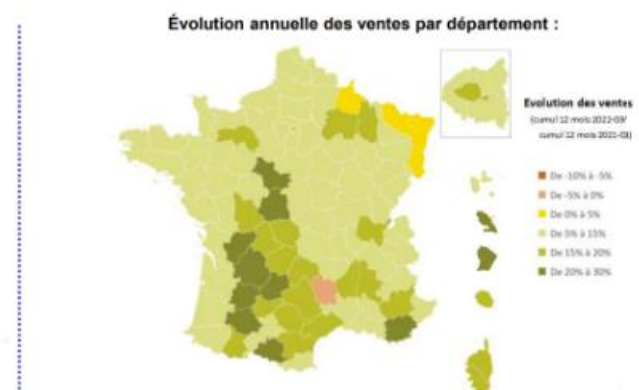 Évolution annuelle des ventes par département :
Evolution des ventes
(cumul 12 mois 2022-03/
cumul 12 mois 2021-03)
De -10% à -5%
De -5% à 0%
De 0% à 5%
De 5% à 15%
De 15% à 20%
De 20% à 30%